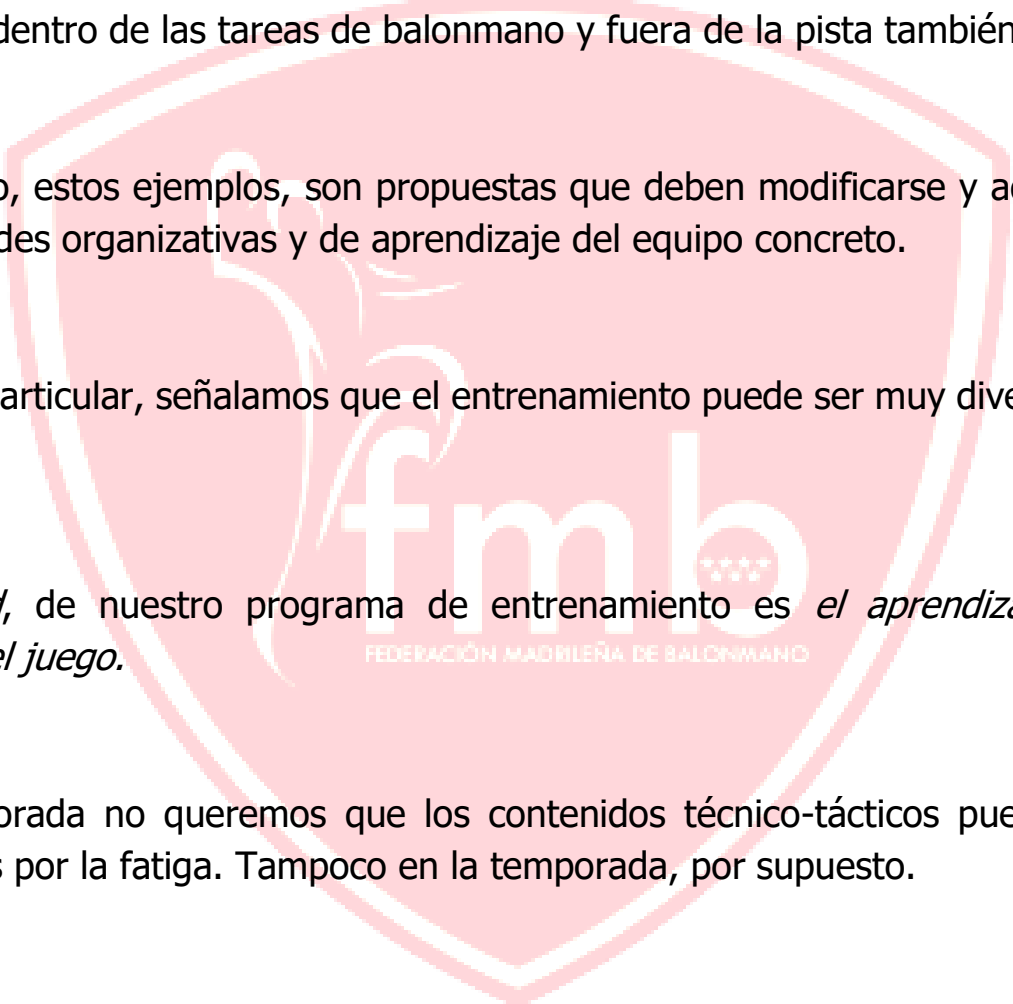 dentro de las tareas de balonmano y fuera de la pista también
o, estos ejemplos, son propuestas que deben modificarse y a
des organizativas y de aprendizaje del equipo concreto.
articular, señalamos que el entrenamiento puede ser muy dive
fmb
d, de nuestro programa de entrenamiento es el aprendiza
el juego.
FEDERACIÓN MADRILEÑA DE BALONMANO
orada no queremos que los contenidos técnico-tácticos pue
s por la fatiga. Tampoco en la temporada, por supuesto.